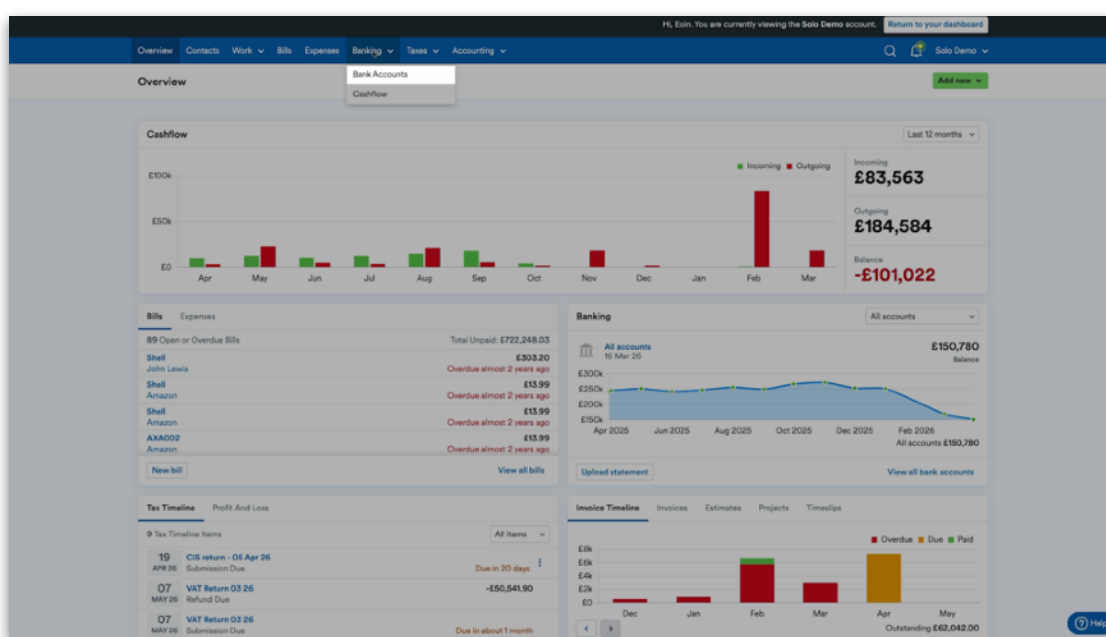 Hi, Eoin. You are currently viewing the Solo Demo account. Return to your dashboard
Overview Contacts Work Bills Expenses Banking Taxes Accounting Solo Demo
Bank Accounts
Cashflow
Overview
Add new
Cashflow
Last 12 months
Incoming Outgoing
£100k
£50k
£0
Apr May Jun Jul Aug Sep Oct Nov Dec Jan Feb Mar
Incoming
£83,563
Outgoing
£184,584
Balance
-£101,022
Bills Expenses
89 Open or Overdue Bills Total Unpaid: £722,248.03
Shell £303.20
John Lewis Overdue almost 2 years ago
Shell £13.99
Amazon Overdue almost 2 years ago
Shell £13.99
Amazon Overdue almost 2 years ago
AXA002 £13.99
Amazon Overdue almost 2 years ago
New bill View all bills
Banking All accounts
All accounts £150,780
16 Mar 26 Balance
£300k
£250k
£200k
£150k
Apr 2025 Jun 2025 Aug 2025 Oct 2025 Dec 2025 Feb 2026
All accounts £150,780
Upload statement View all bank accounts
Tax Timeline Profit And Loss
9 Tax Timeline Items All items
19 CIS return - 05 Apr 26
APR 26 Submission Due Due in 20 days
07 VAT Return 03 26 -£50,541.90
MAY 26 Refund Due
07 VAT Return 03 26
MAY 26 Submission Due Due in about 1 month
Invoice Timeline Invoices Estimates Projects Timeslips
Overdue Due Paid
£8k
£6k
£4k
£2k
£0
Dec Jan Feb Mar Apr May
Outstanding £62,042.00
Help